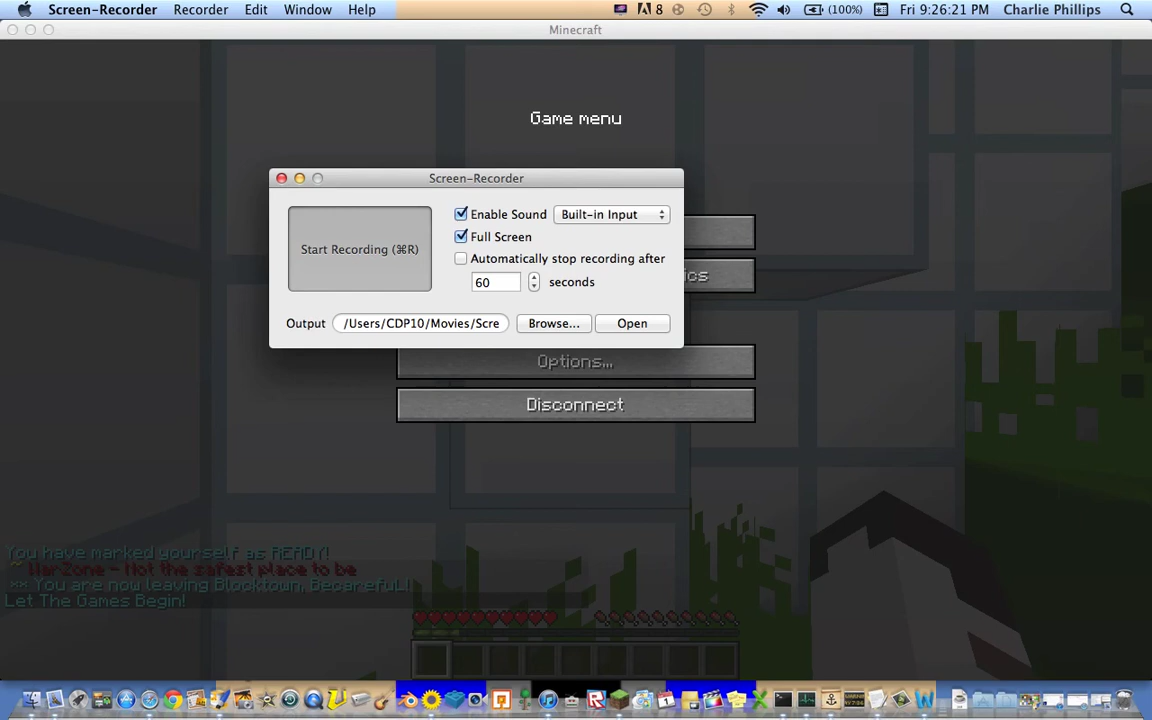 Screen-Recorder Recorder Edit Window Help 8 (100%) Fri 9:26:21 PM Charlie Phillips
Minecraft
Game menu
Screen-Recorder
Start Recording (⌘R)
Enable Sound Built-in Input
Full Screen
Automatically stop recording after
60 seconds
Output /Users/CDP10/Movies/Scre Browse... Open
ics
Options...
Disconnect
You have marked yourself as READY!
~ WarZone - Not the safest place to be
** You are now leaving Blocktown, Becareful!
Let The Games Begin!